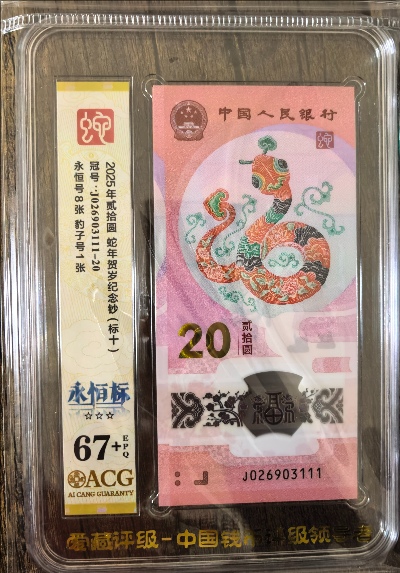 2025年贰拾圆 蛇年贺岁纪念钞(标十)
冠号:J026903111-20
永恒号8张 豹子号1张
永恒标
☆☆☆
67+EPQ
ACG
AI CANG GUARANTY
中国人民银行
20
贰拾圆
J026903111
爱藏评级-中国钱币评级领导者